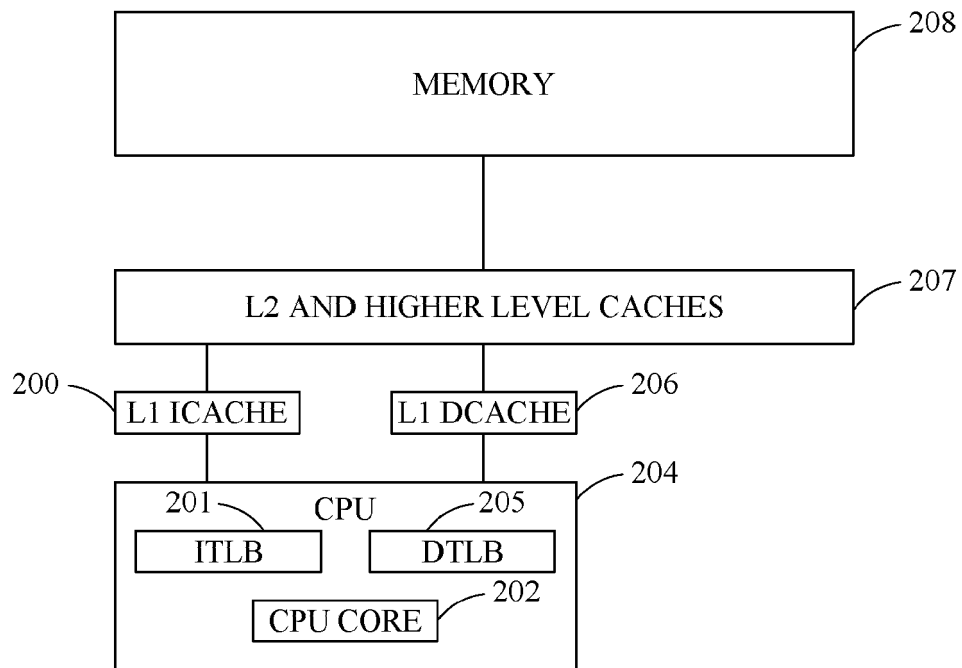 208
MEMORY
207
L2 AND HIGHER LEVEL CACHES
200
206
L1 ICACHE
L1 DCACHE
204
CPU
201
205
ITLB
DTLB
202
CPU CORE